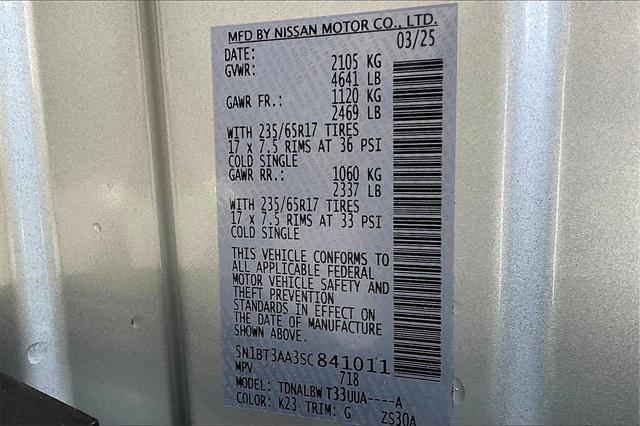 MFD BY NISSAN MOTOR CO., LTD.
DATE: 03/25
GVWR: 2105 KG
4641 LB
GAWR FR.: 1120 KG
2469 LB
WITH 235/65R17 TIRES
17 x 7.5 RIMS AT 36 PSI
COLD SINGLE
GAWR RR.: 1060 KG
2337 LB
WITH 235/65R17 TIRES
17 x 7.5 RIMS AT 33 PSI
COLD SINGLE
THIS VEHICLE CONFORMS TO
ALL APPLICABLE FEDERAL
MOTOR VEHICLE SAFETY AND
THEFT PREVENTION
STANDARDS IN EFFECT ON
THE DATE OF MANUFACTURE
SHOWN ABOVE.
5N1BT3AA3SC841011
MPV 718
MODEL: TDNALBW T33UUA----A
COLOR: K23 TRIM: G ZS30A